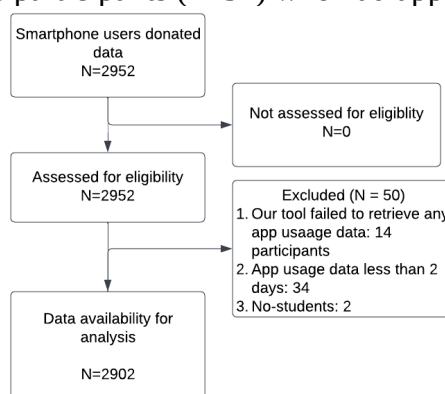 Smartphone users donated
data
N=2952
Not assessed for eligiblity
N=0
Assessed for eligibility
N=2952
Excluded (N = 50)
1. Our tool failed to retrieve any
app usaage data: 14
participants
2. App usage data less than 2
days: 34
3. No-students: 2
Data availability for
analysis
N=2902